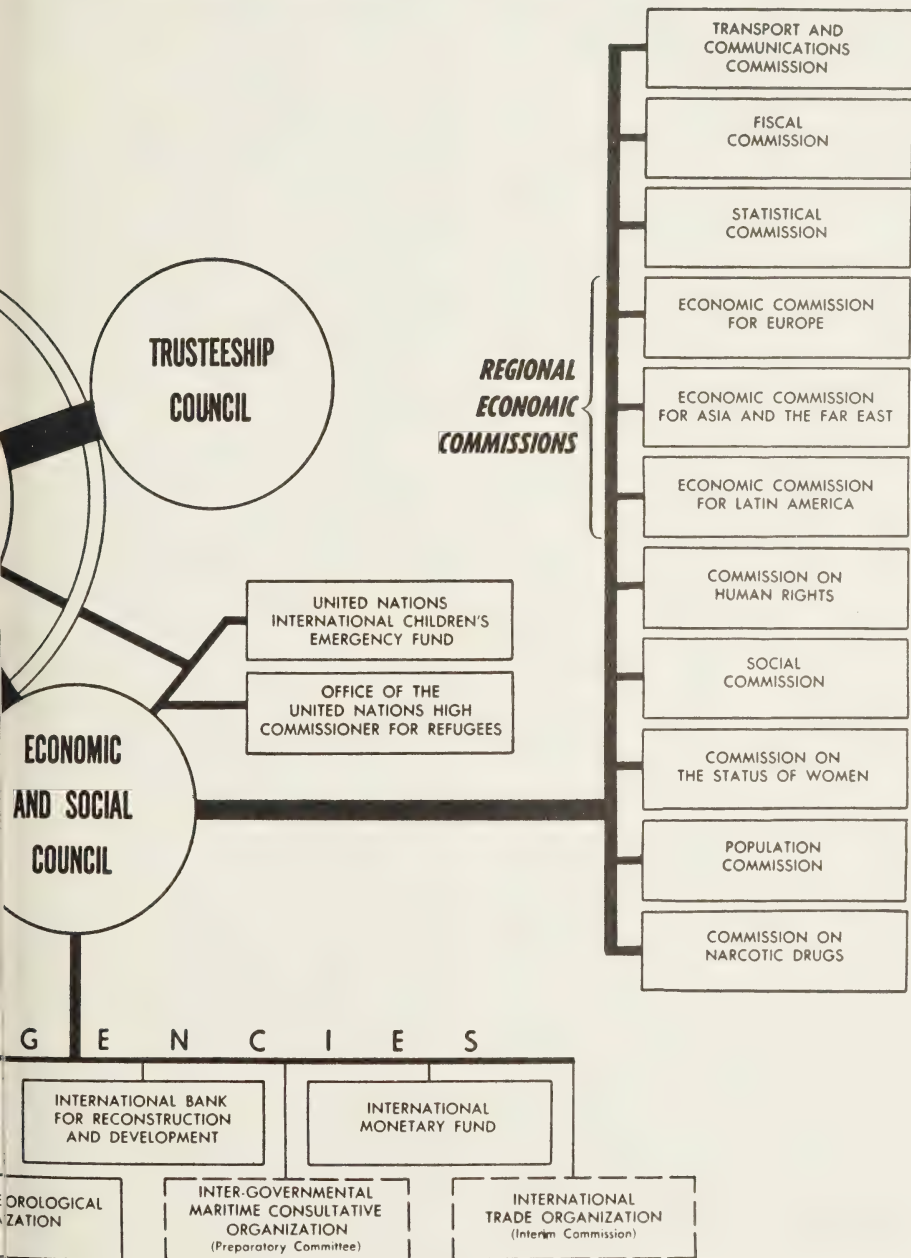 TRANSPORT AND
COMMUNICATIONS
COMMISSION
FISCAL
COMMISSION
STATISTICAL
COMMISSION
ECONOMIC COMMISSION
FOR EUROPE
ECONOMIC COMMISSION
FOR ASIA AND THE FAR EAST
ECONOMIC COMMISSION
FOR LATIN AMERICA
COMMISSION ON
HUMAN RIGHTS
SOCIAL
COMMISSION
COMMISSION ON
THE STATUS OF WOMEN
POPULATION
COMMISSION
COMMISSION ON
NARCOTIC DRUGS
REGIONAL
ECONOMIC
COMMISSIONS
TRUSTEESHIP
COUNCIL
UNITED NATIONS
INTERNATIONAL CHILDREN'S
EMERGENCY FUND
OFFICE OF THE
UNITED NATIONS HIGH
COMMISSIONER FOR REFUGEES
ECONOMIC
AND SOCIAL
COUNCIL
G E N C I E S
INTERNATIONAL BANK
FOR RECONSTRUCTION
AND DEVELOPMENT
INTERNATIONAL
MONETARY FUND
OROLOGICAL
ZATION
INTER-GOVERNMENTAL
MARITIME CONSULTATIVE
ORGANIZATION
(Preparatory Committee)
INTERNATIONAL
TRADE ORGANIZATION
(Interim Commission)